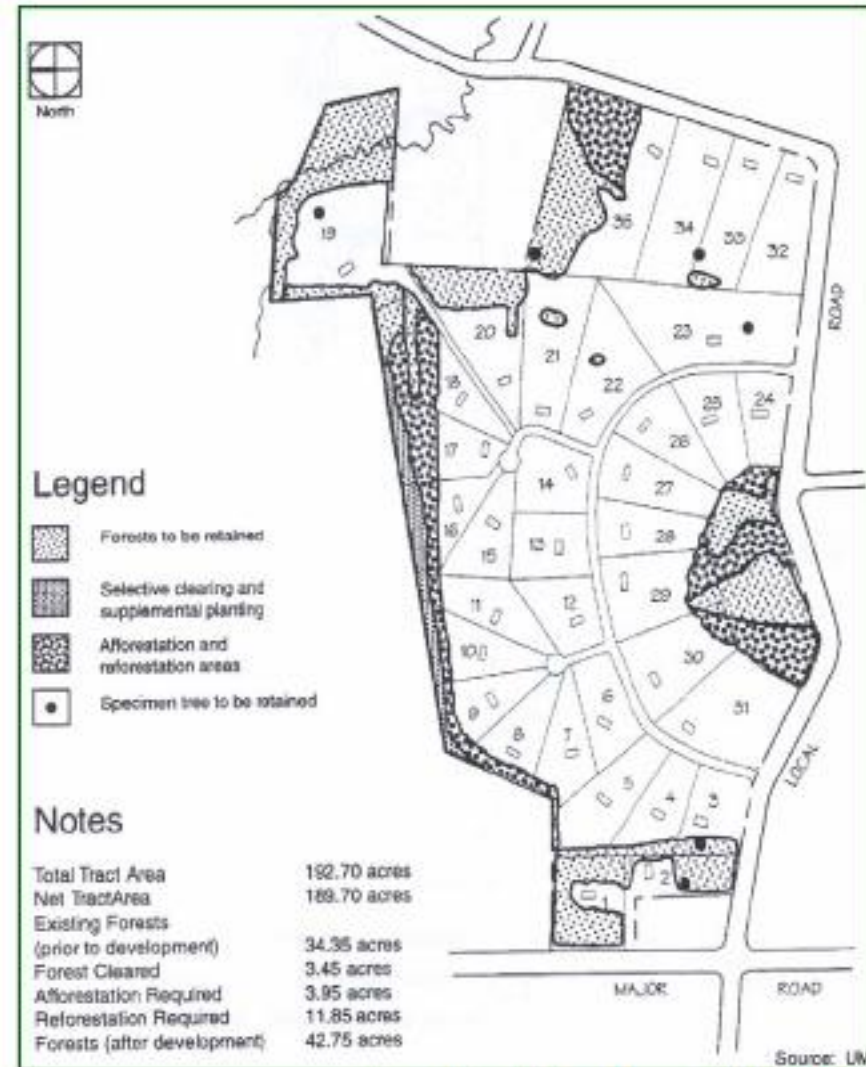 North
ROAD
LOCAL
MAJOR ROAD
19
36
34
33
32
20
21
22
23
24
25
26
27
28
29
30
31
18
17
16
15
14
13
12
11
10
9
8
7
6
5
4
3
2
1
Legend
Forests to be retained
Selective clearing and
supplemental planting
Afforestation and
reforestation areas
Specimen tree to be retained
Notes
Total Tract Area 192.70 acres
Net TractArea 189.70 acres
Existing Forests
(prior to development) 34.35 acres
Forest Cleared 3.45 acres
Afforestation Required 3.95 acres
Reforestation Required 11.85 acres
Forests (after development) 42.75 acres
Source: UM